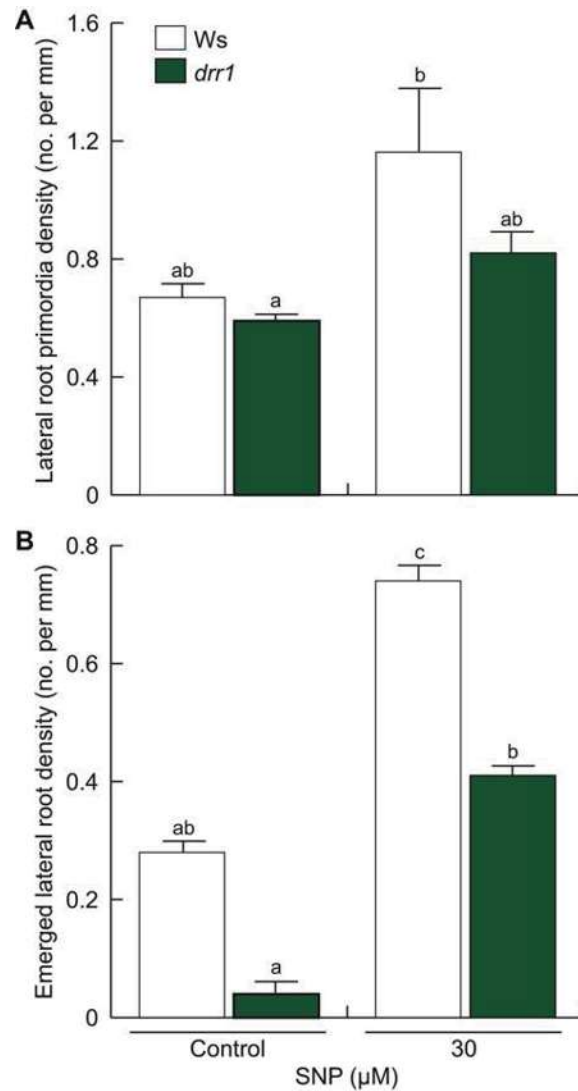 A
Lateral root primordia density (no. per mm)
1.6
1.2
0.8
0.4
0
Ws
drr1
ab
a
b
ab
B
Emerged lateral root density (no. per mm)
0.8
0.6
0.4
0.2
0
ab
a
c
b
Control
30
SNP (µM)